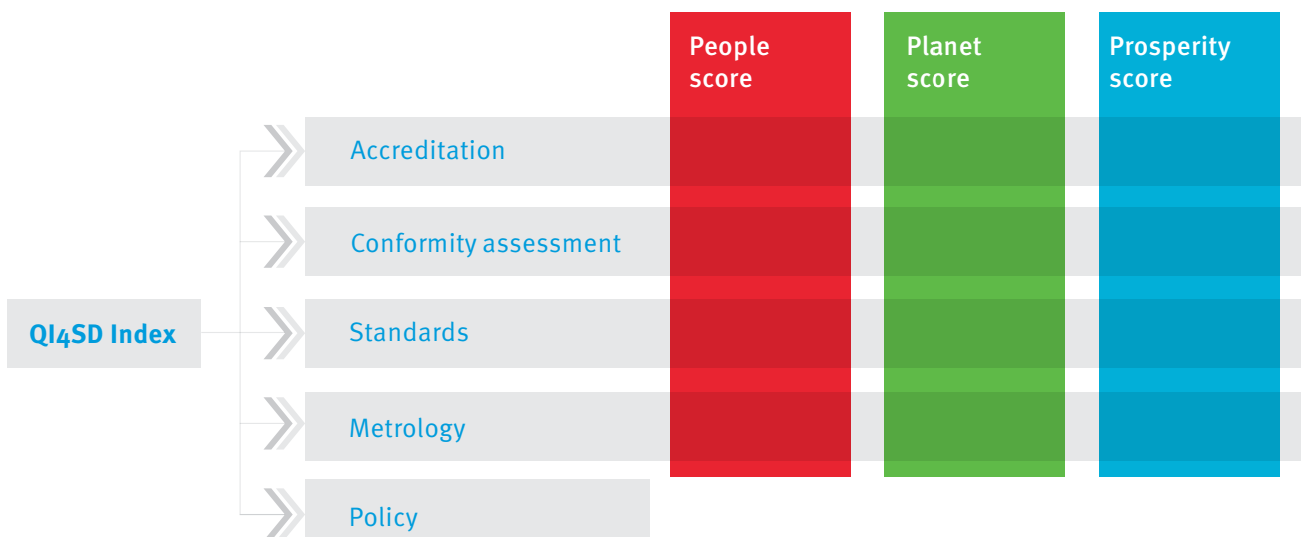 People
score
Planet
score
Prosperity
score
Accreditation
Conformity assessment
QI4SD Index
Standards
Metrology
Policy